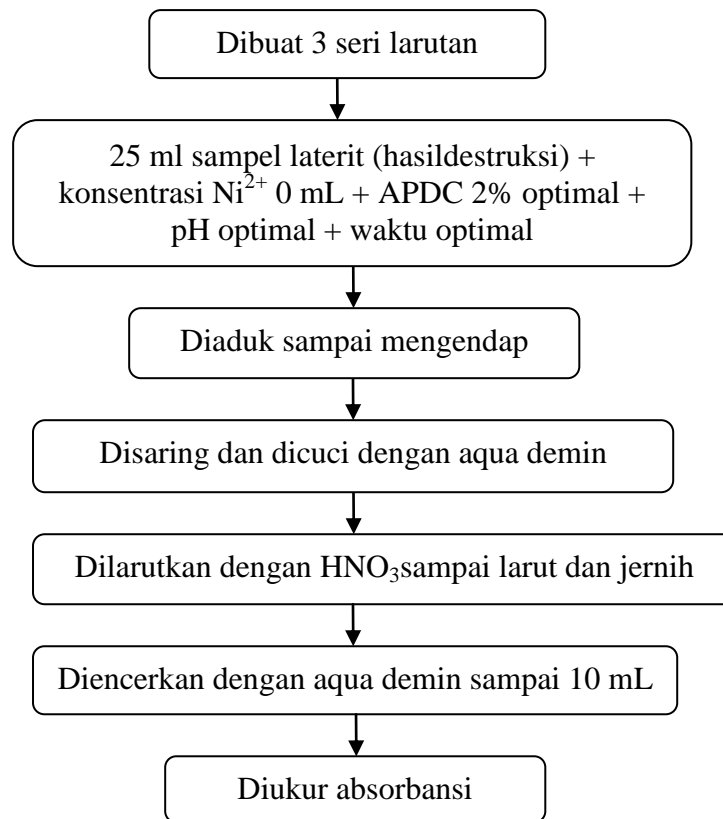 Dibuat 3 seri larutan
25 ml sampel laterit (hasildestruksi) +
konsentrasi Ni²⁺ 0 mL + APDC 2% optimal +
pH optimal + waktu optimal
Diaduk sampai mengendap
Disaring dan dicuci dengan aqua demin
Dilarutkan dengan HNO₃sampai larut dan jernih
Diencerkan dengan aqua demin sampai 10 mL
Diukur absorbansi